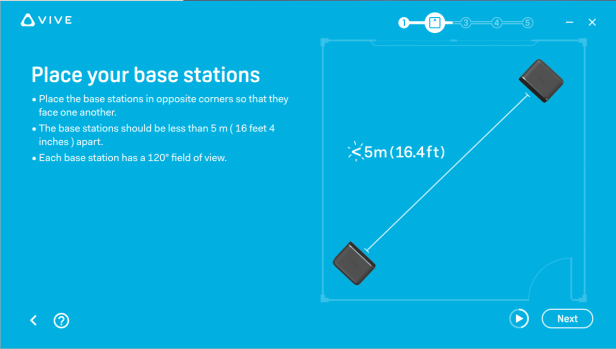 VIVE
1 3 4 5
Place your base stations
• Place the base stations in opposite corners so that they
face one another.
• The base stations should be less than 5 m ( 16 feet 4
inches ) apart.
• Each base station has a 120° field of view.
<5m(16.4ft)
?
Next